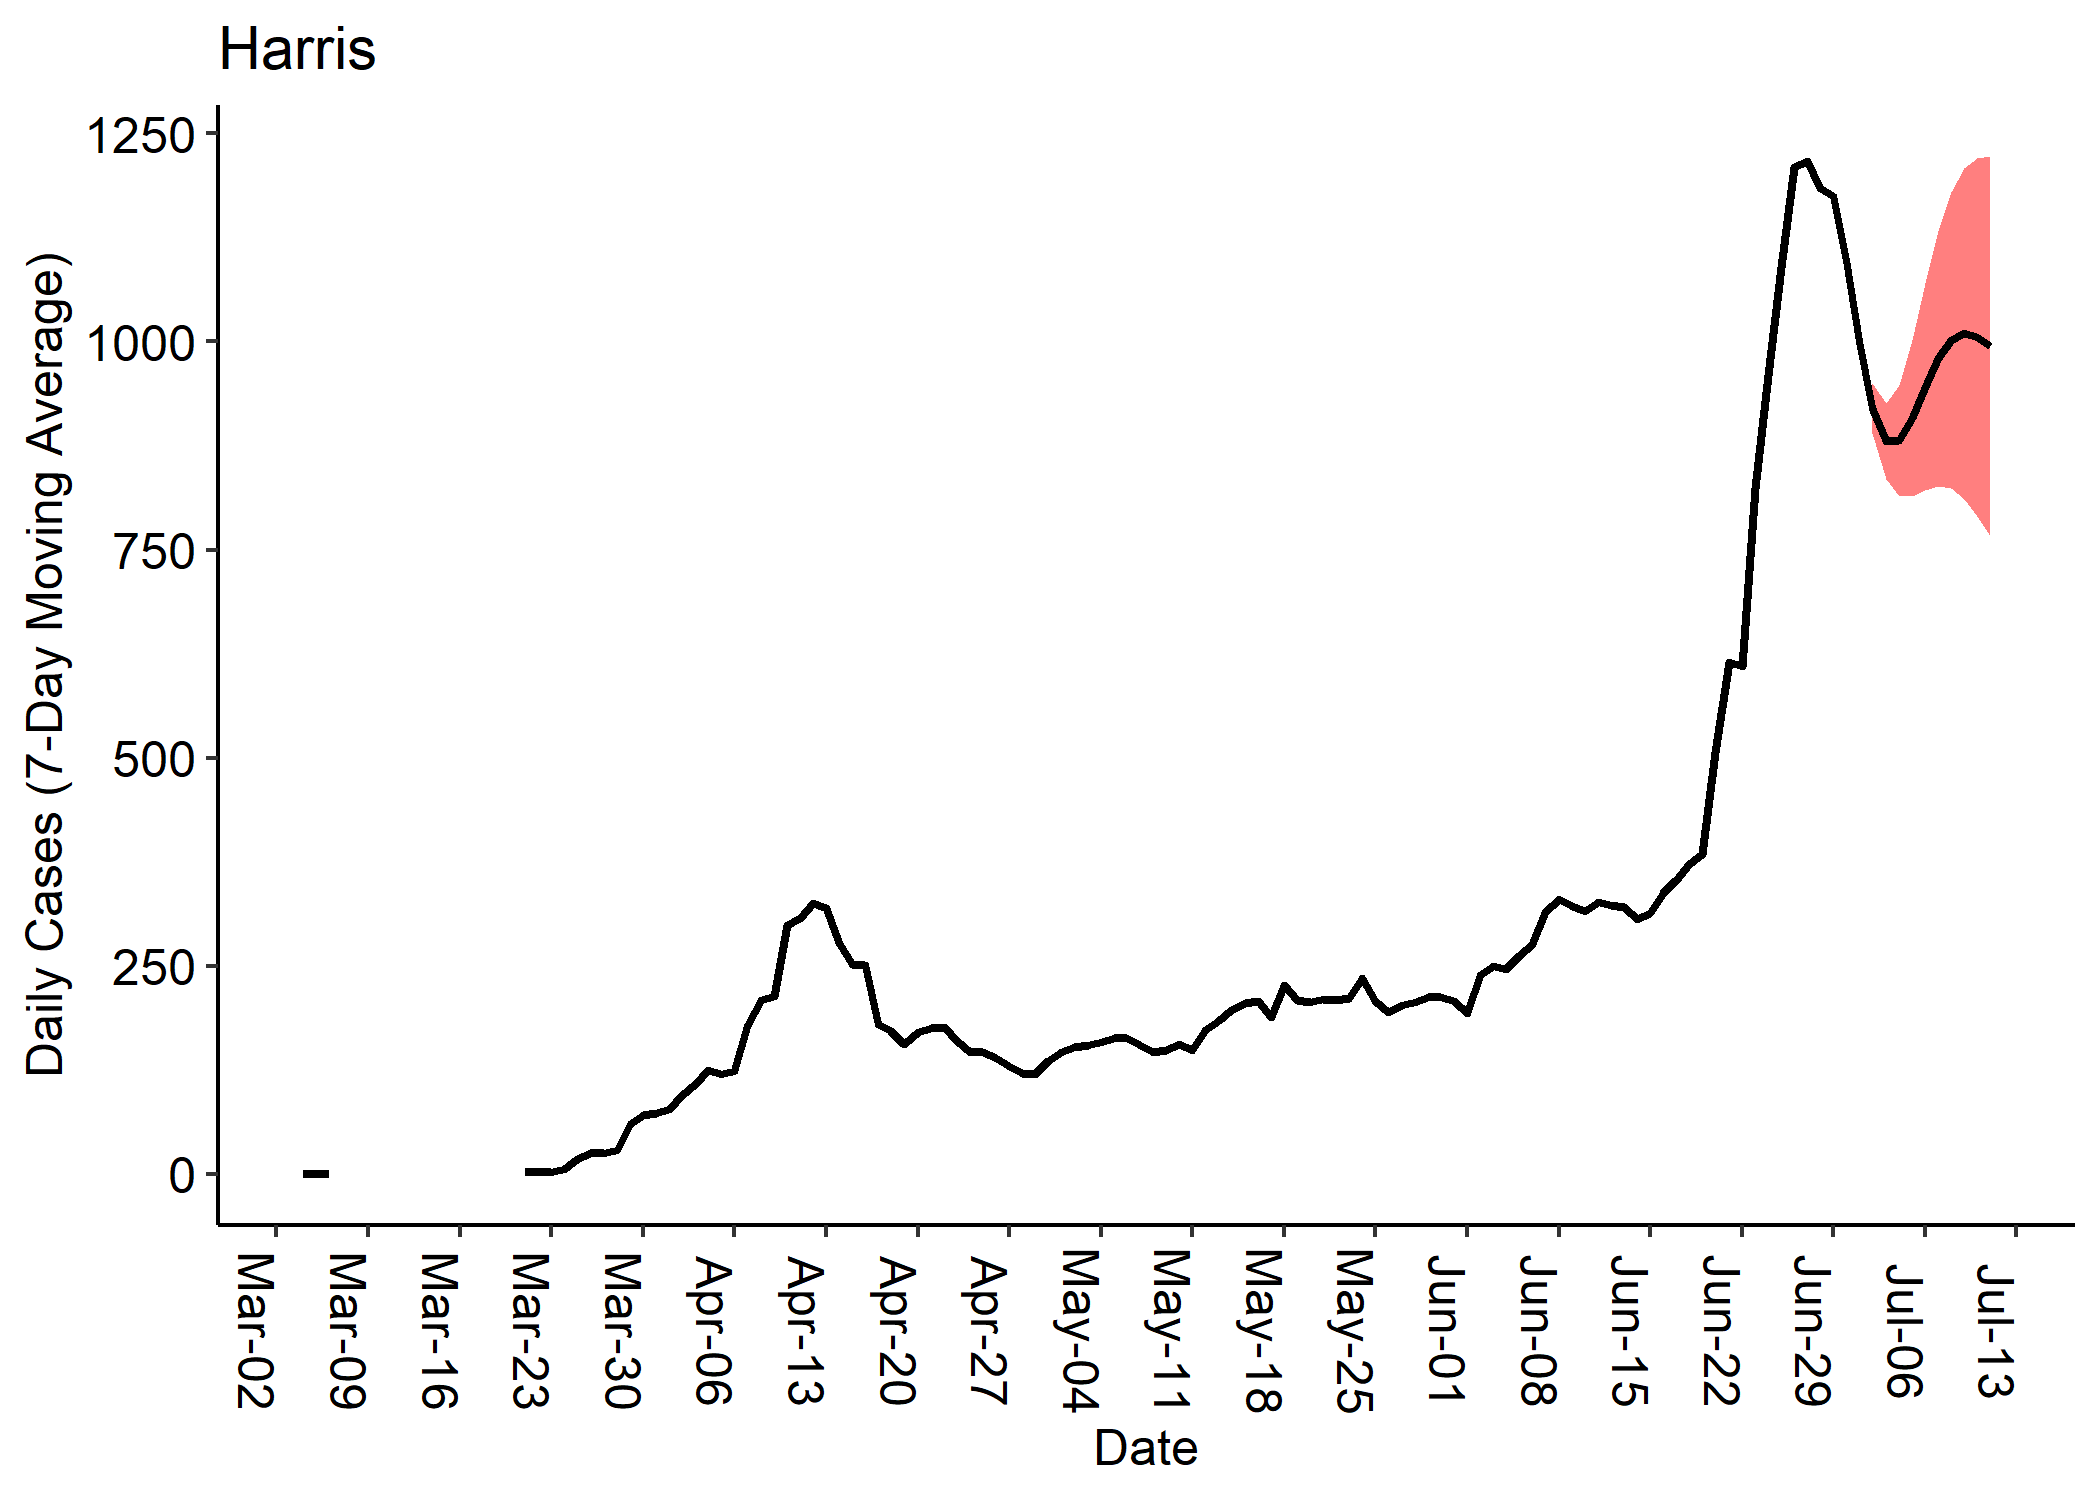 Harris
Daily Cases (7-Day Moving Average)
1250
1000
750
500
250
0
Mar-02
Mar-09
Mar-16
Mar-23
Mar-30
Apr-06
Apr-13
Apr-20
Apr-27
May-04
May-11
May-18
May-25
Jun-01
Jun-08
Jun-15
Jun-22
Jun-29
Jul-06
Jul-13
Date